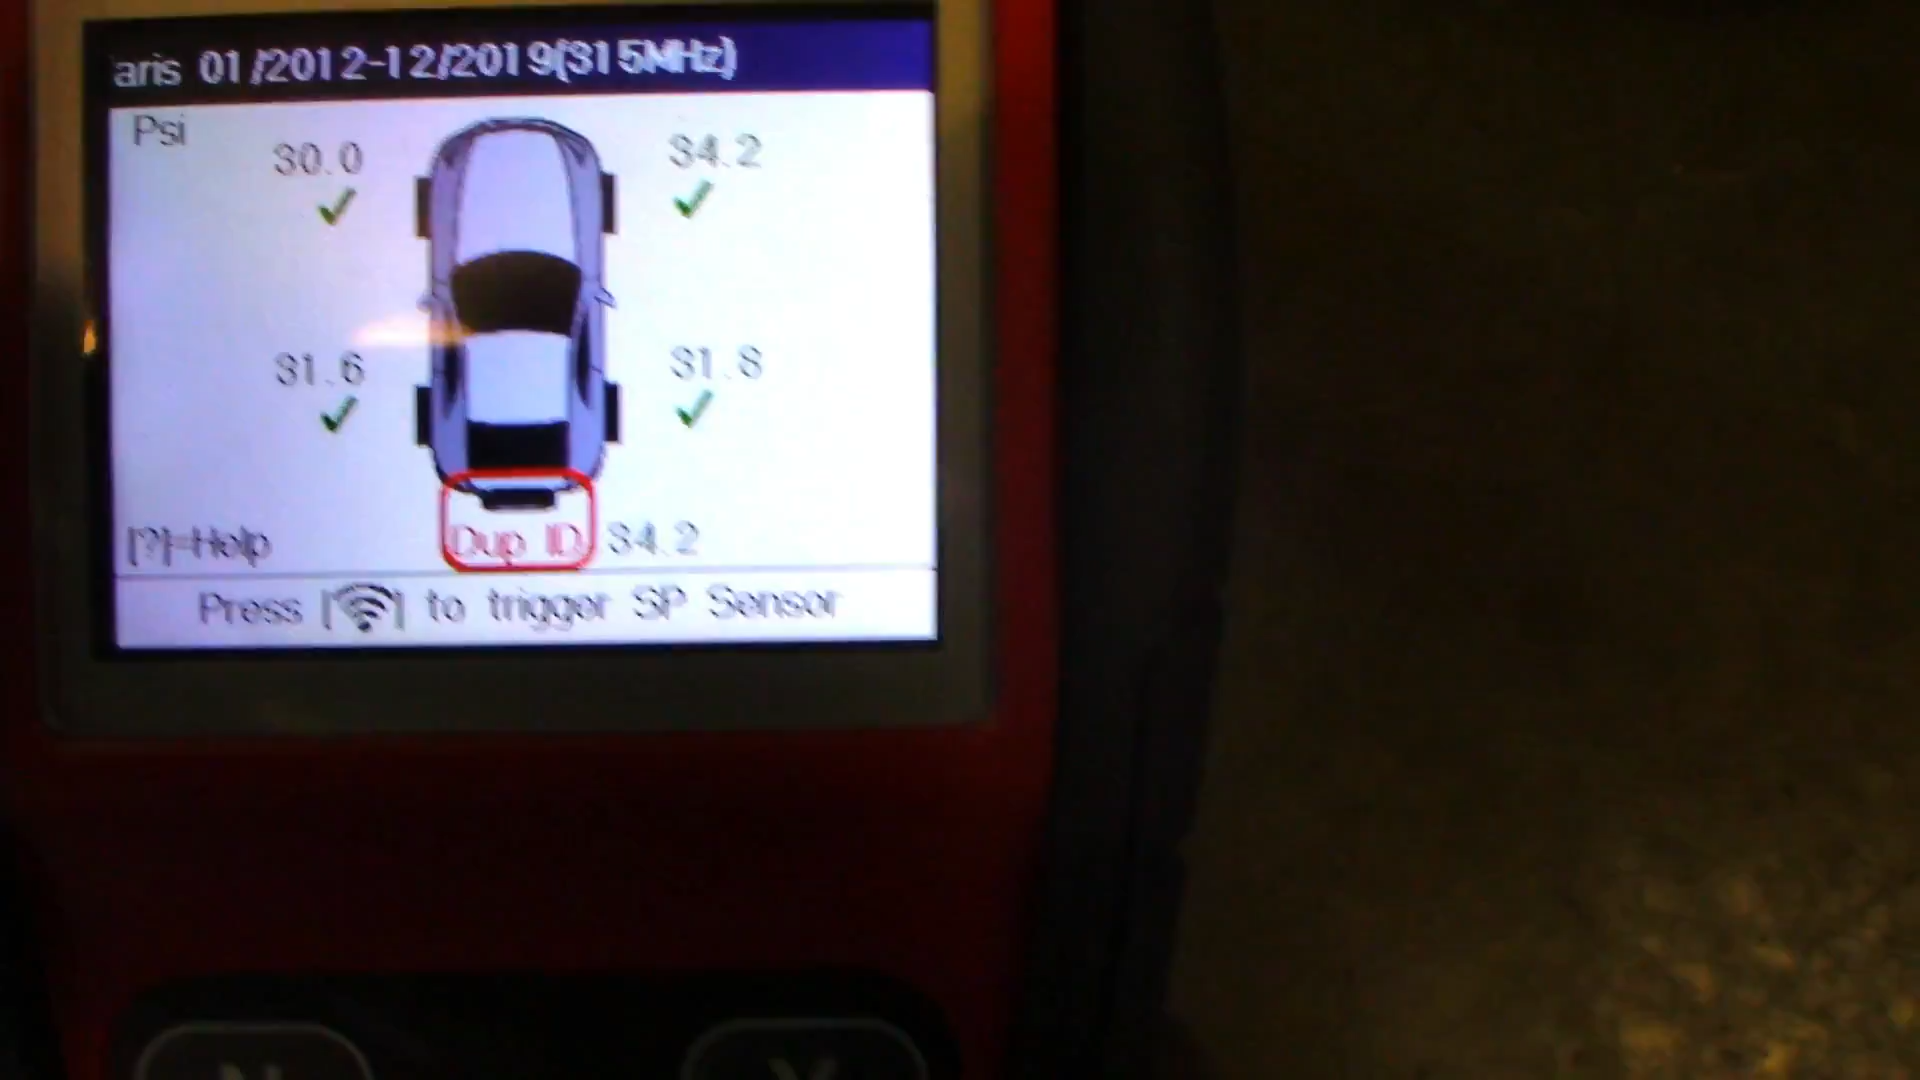 aris 01/2012-12/2019(315MHz)
Psi
30.0 34.2
31.6 31.8
[?]=Help Dup ID 34.2
Press [ ] to trigger SP Sensor
N Y